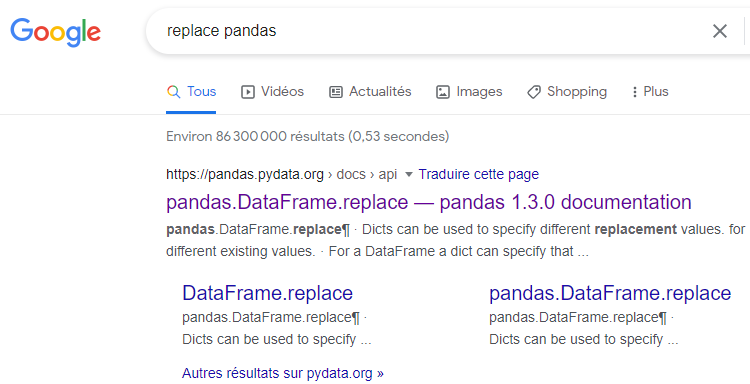 Google
replace pandas
Tous Vidéos Actualités Images Shopping Plus
Environ 86 300 000 résultats (0,53 secondes)
https://pandas.pydata.org › docs › api Traduire cette page
pandas.DataFrame.replace — pandas 1.3.0 documentation
pandas.DataFrame.replace¶ · Dicts can be used to specify different replacement values. for
different existing values. · For a DataFrame a dict can specify that ...
DataFrame.replace
pandas.DataFrame.replace¶ ·
Dicts can be used to specify ...
pandas.DataFrame.replace
pandas.DataFrame.replace¶ ·
Dicts can be used to specify ...
Autres résultats sur pydata.org »